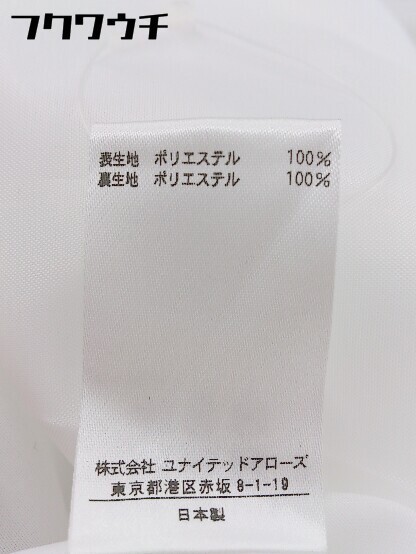 フクワウチ
表生地 ポリエステル 100%
裏生地 ポリエステル 100%
株式会社 ユナイテッドアローズ
東京都港区赤坂 8-1-19
日本製